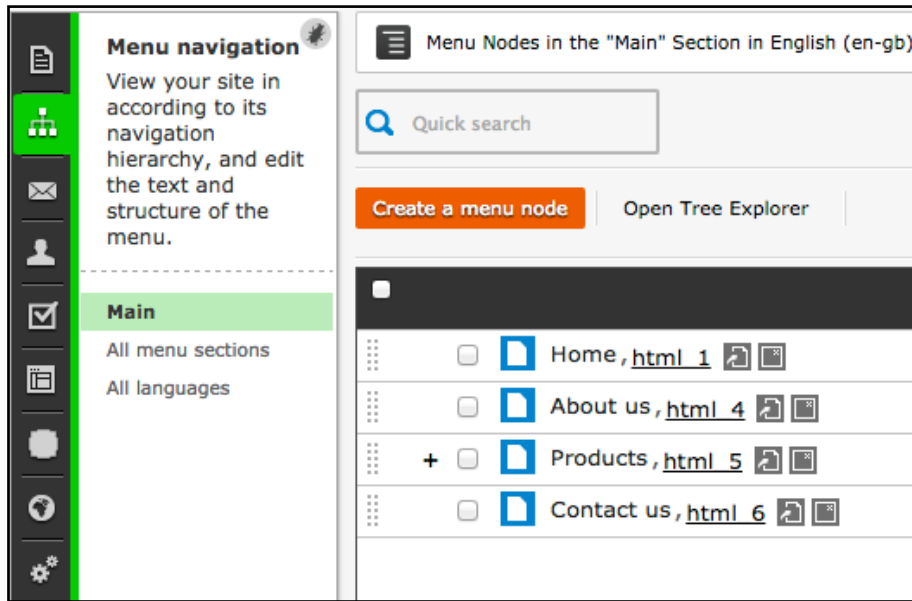 Menu navigation
View your site in
according to its
navigation
hierarchy, and edit
the text and
structure of the
menu.
Main
All menu sections
All languages
Menu Nodes in the "Main" Section in English (en-gb)
Quick search
Create a menu node
Open Tree Explorer
Home, html_1
About us, html_4
+ Products, html_5
Contact us, html_6